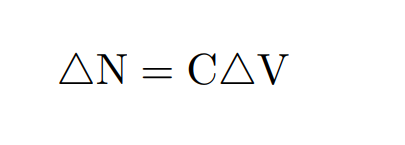 △N = C△V